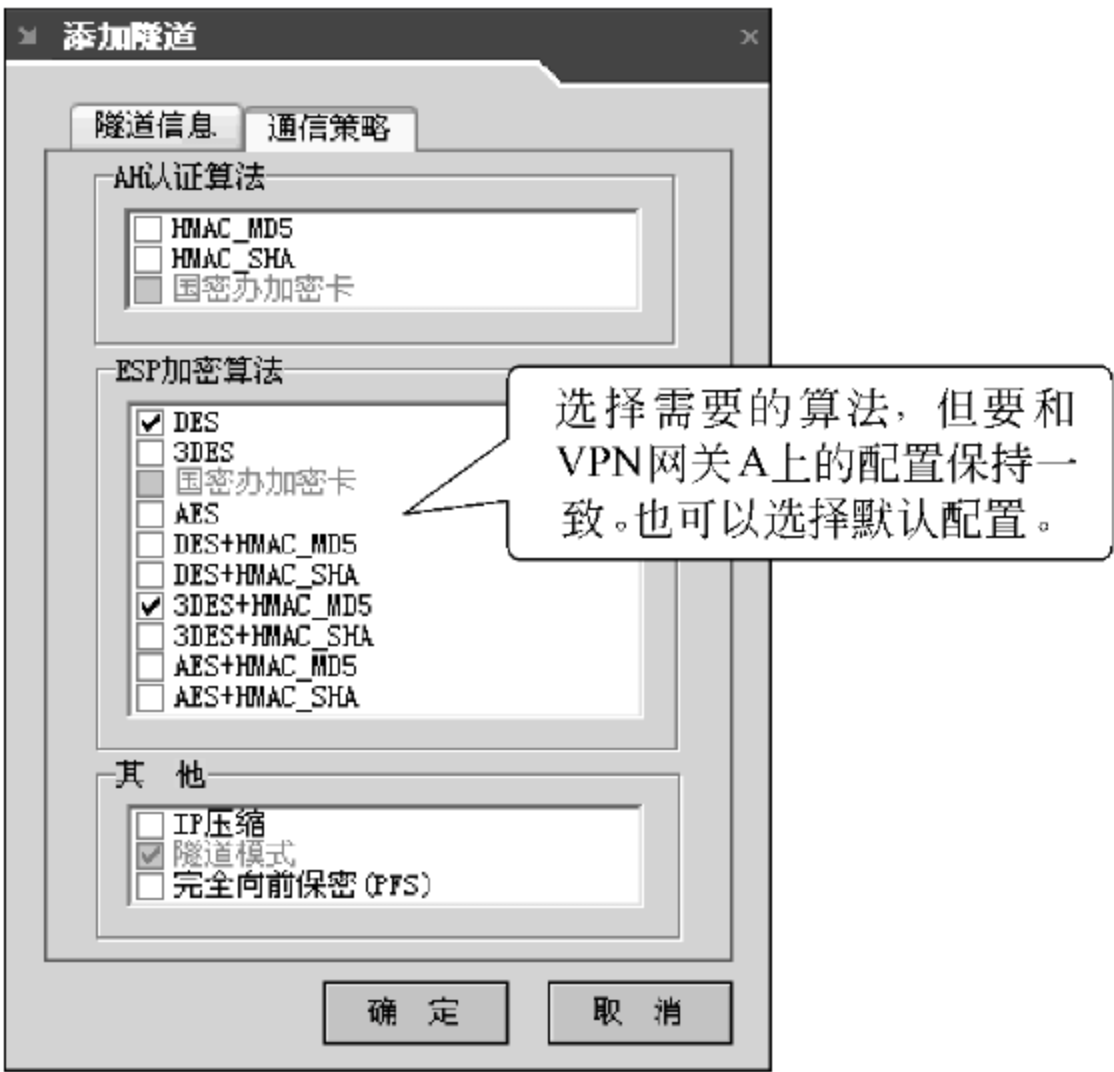 添加隧道
隧道信息 通信策略
AH认证算法
HMAC_MD5
HMAC_SHA
国密办加密卡
ESP加密算法
DES
3DES
国密办加密卡
AES
DES+HMAC_MD5
DES+HMAC_SHA
3DES+HMAC_MD5
3DES+HMAC_SHA
AES+HMAC_MD5
AES+HMAC_SHA
选择需要的算法，但要和
VPN网关A上的配置保持一
致。也可以选择默认配置。
其 他
IP压缩
隧道模式
完全向前保密(PFS)
确 定 取 消